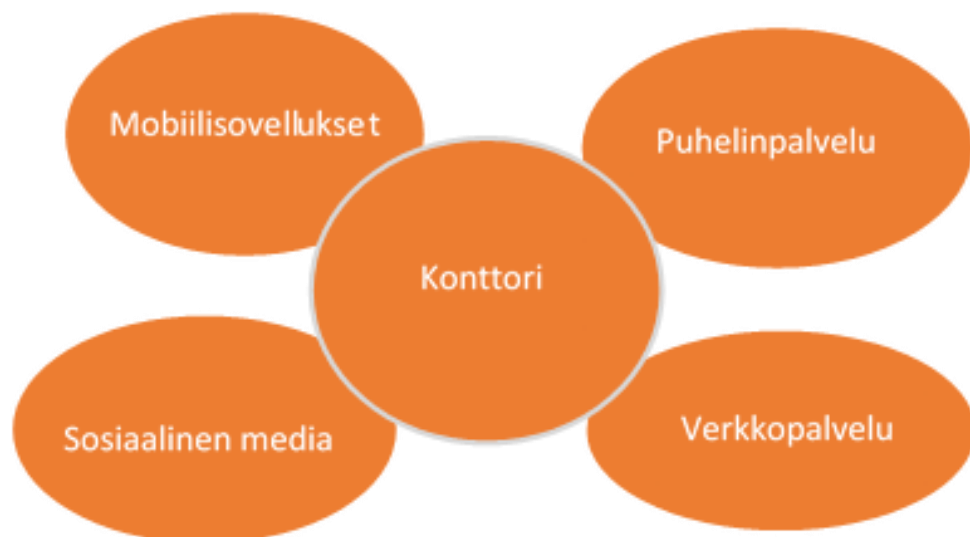 Mobiilisovellukset
Puhelinpalvelu
Konttori
Sosiaalinen media
Verkkopalvelu